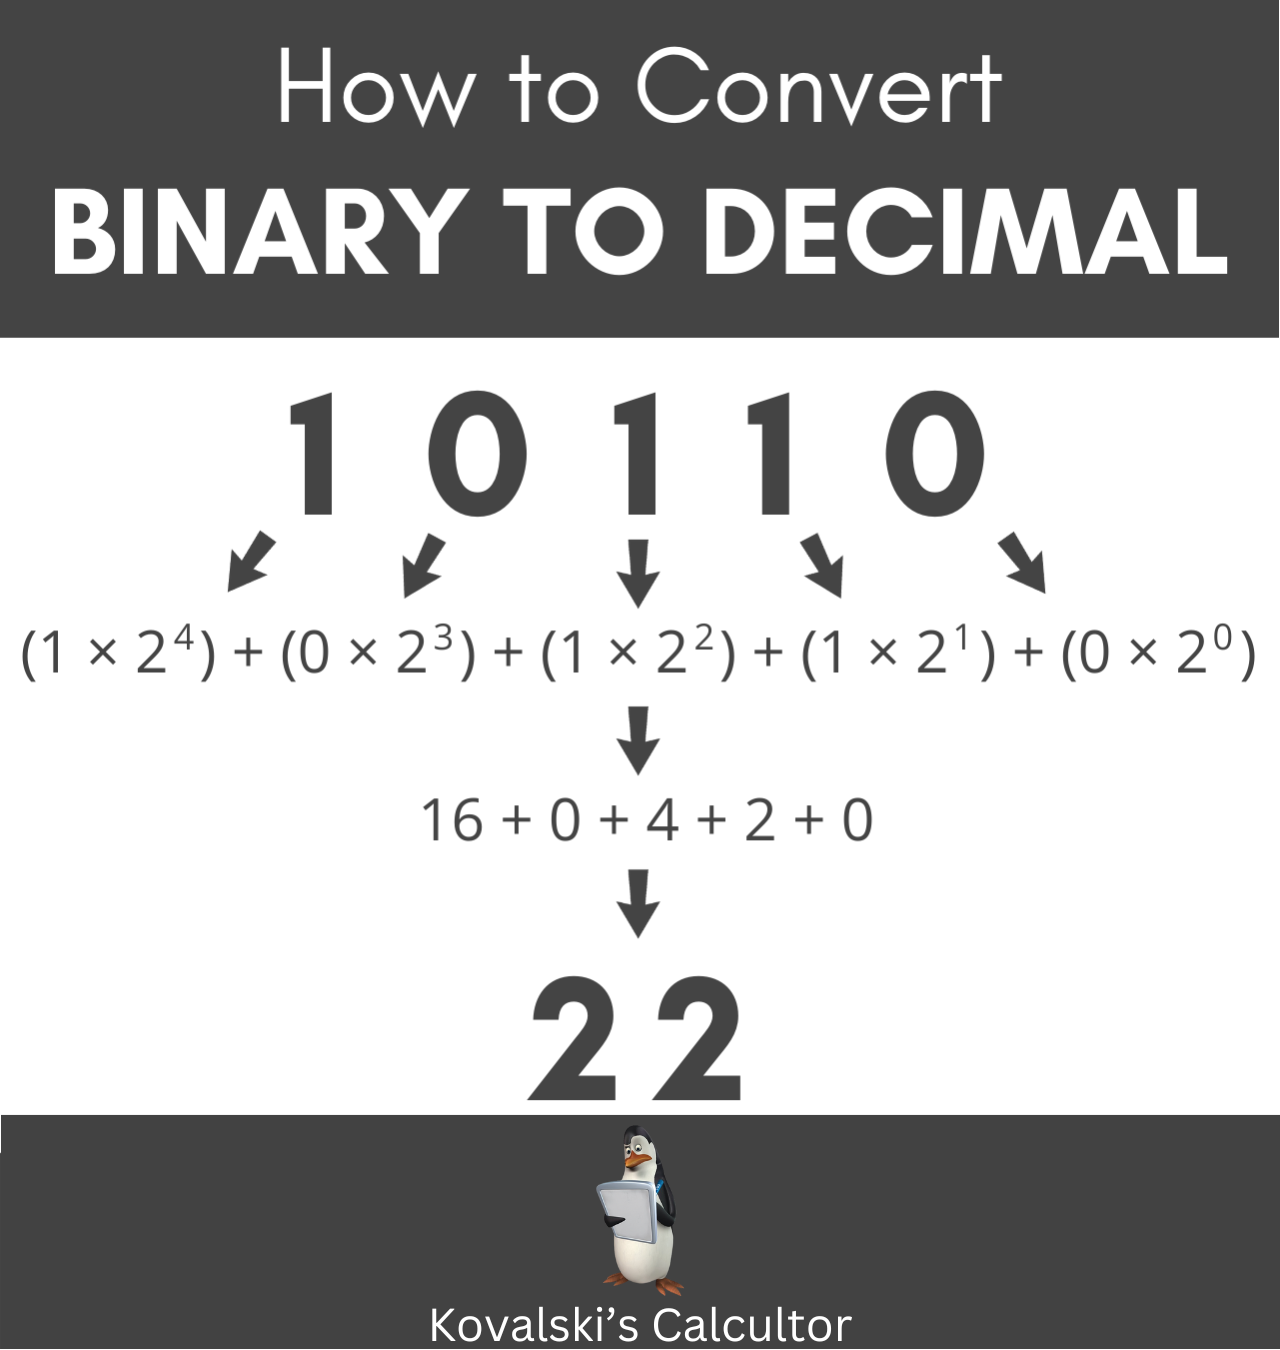 How to Convert
BINARY TO DECIMAL
1 0 1 1 0
(1 × 2⁴) + (0 × 2³) + (1 × 2²) + (1 × 2¹) + (0 × 2⁰)
16 + 0 + 4 + 2 + 0
22
Kovalski’s Calcultor